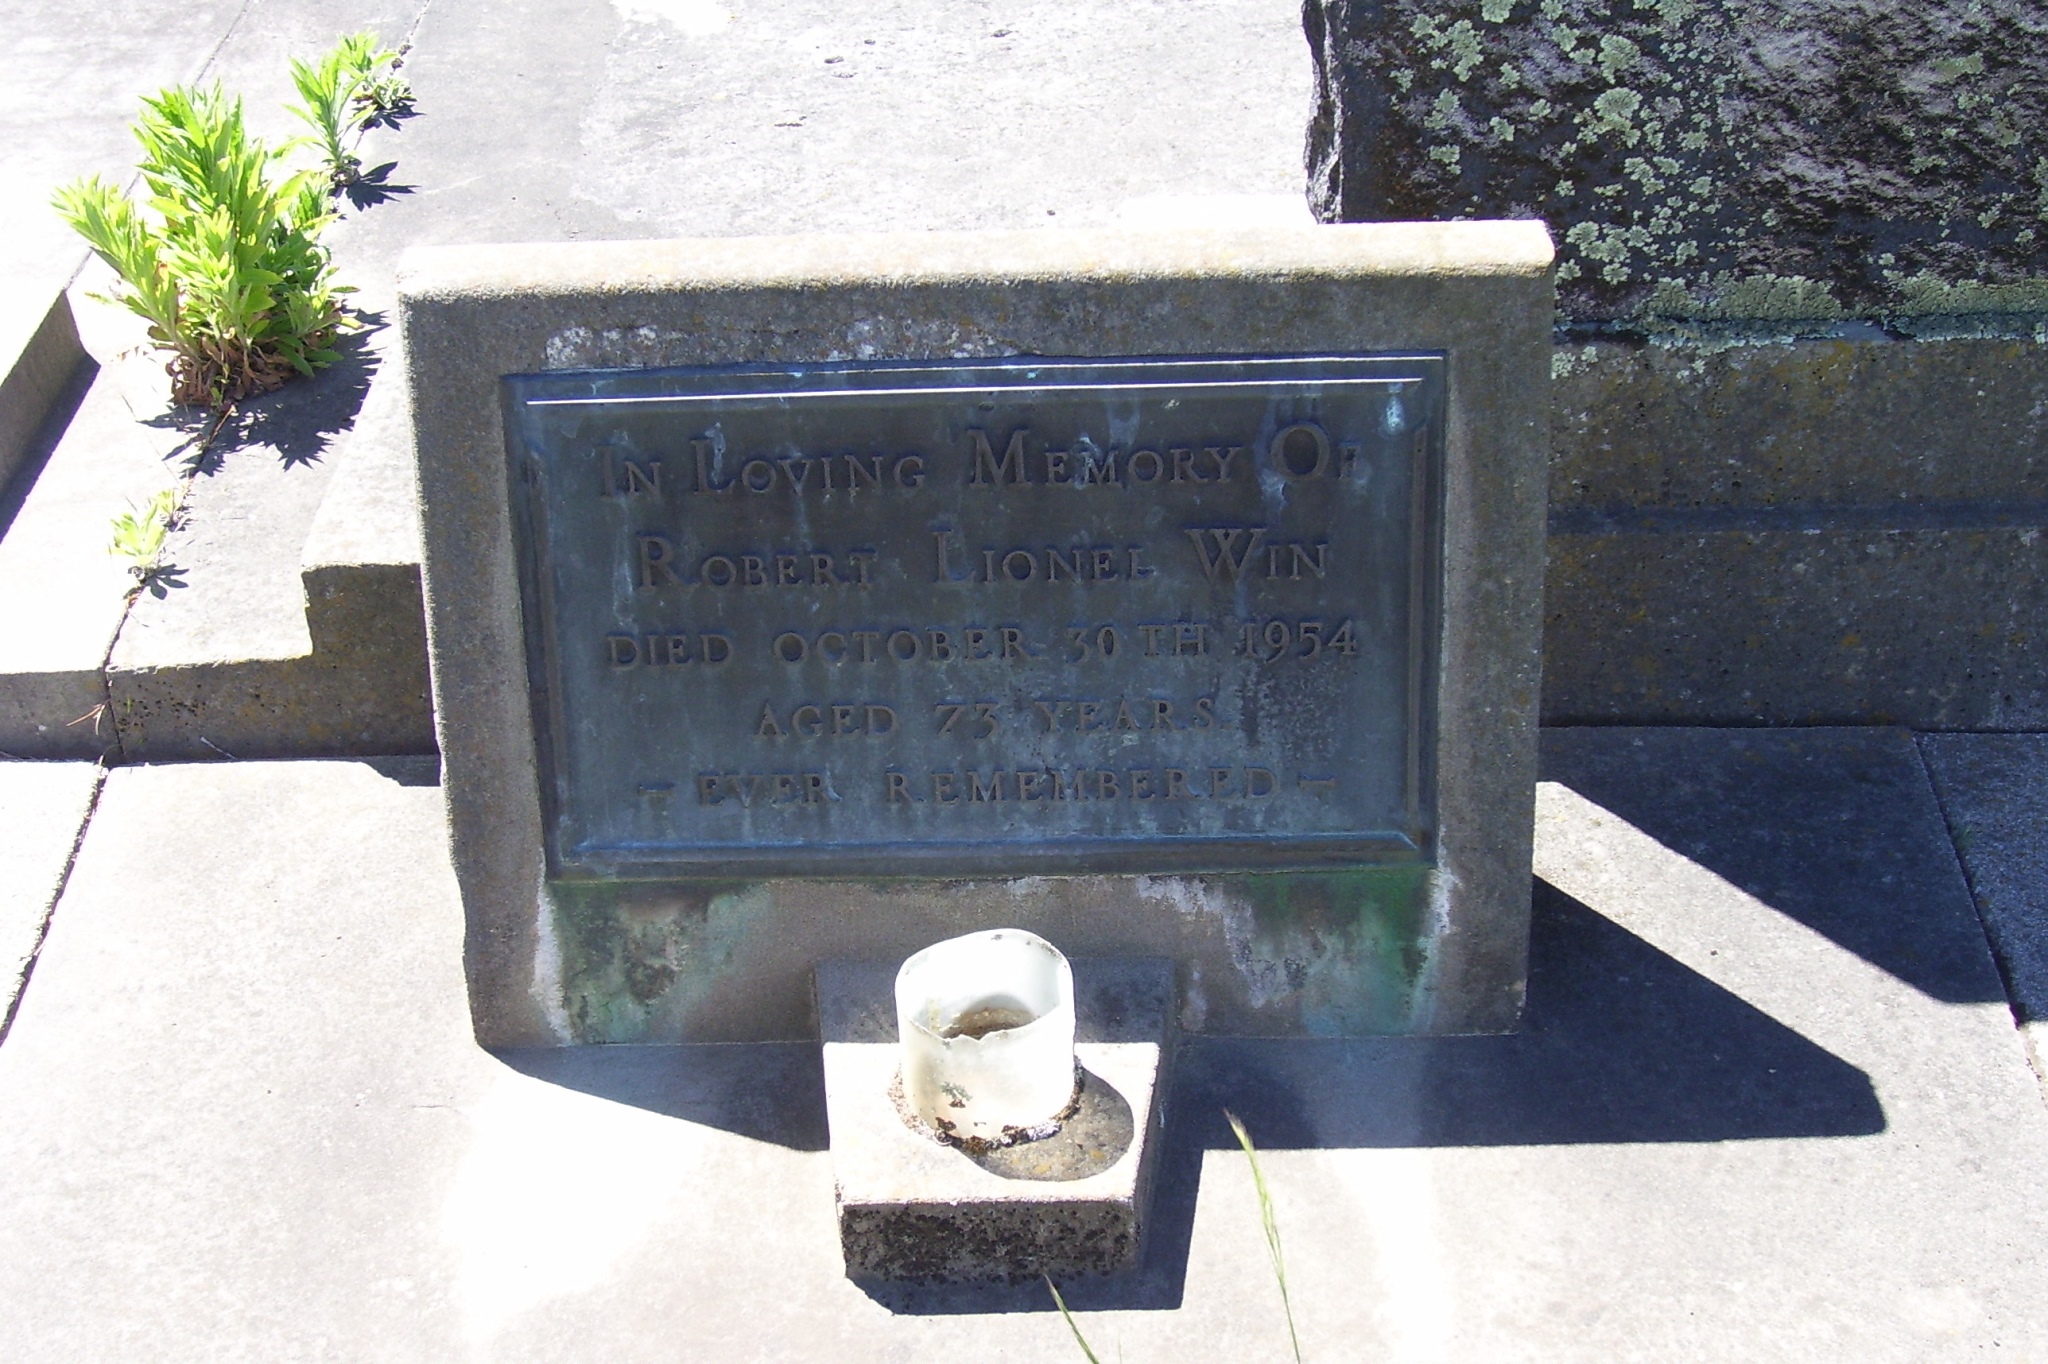 In Loving Memory Of
Robert Lionel Win
DIED OCTOBER 30TH 1954
AGED 73 YEARS.
- EVER REMEMBERED -